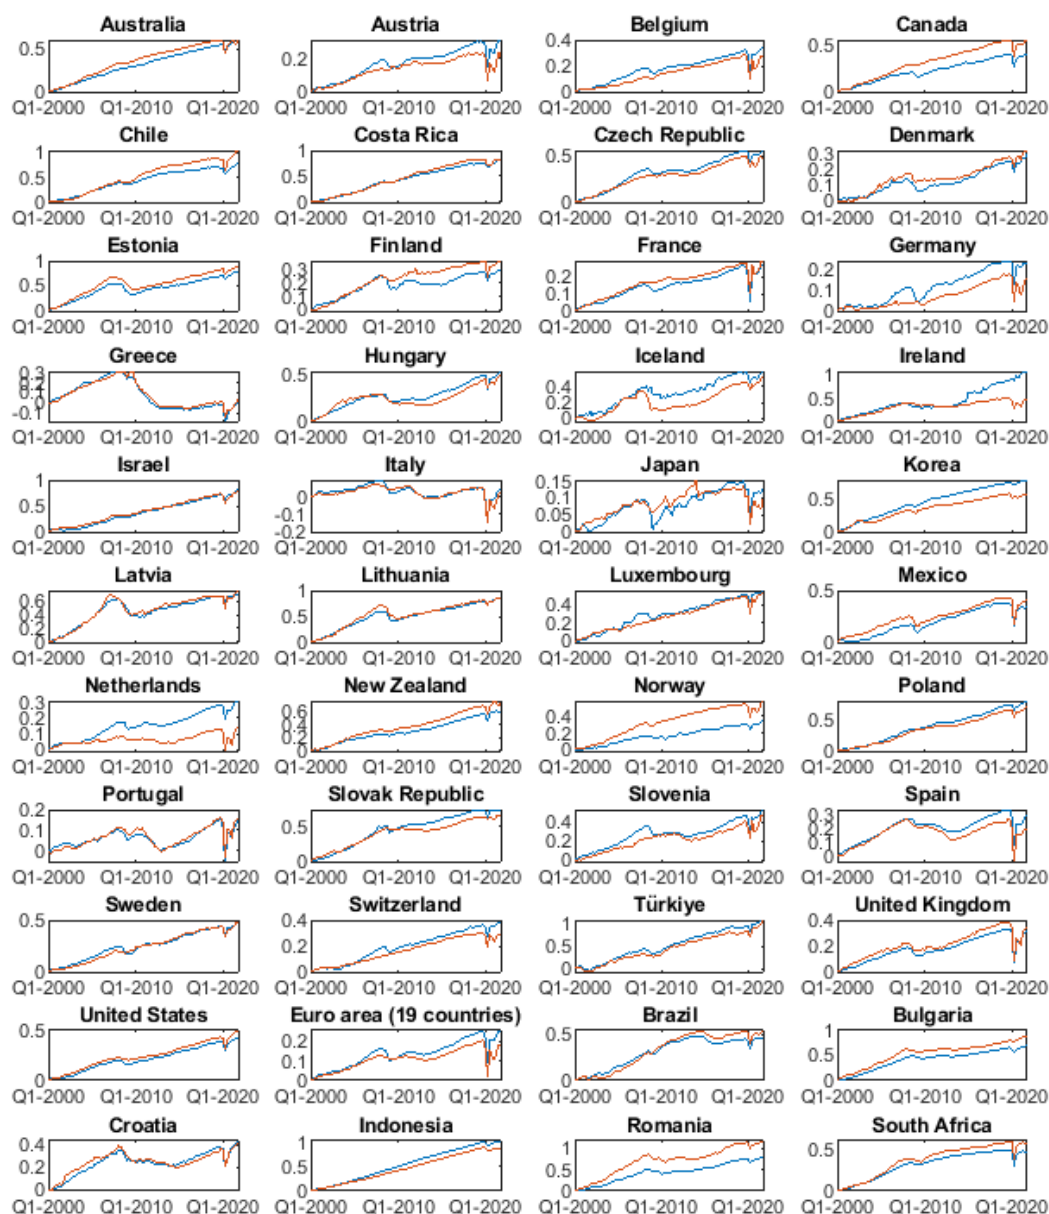 Australia Austria Belgium Canada
0.5 0.2 0.4 0.5
0.2
0 0 0 0
Q1-2000 Q1-2010 Q1-2020 Q1-2000 Q1-2010 Q1-2020 Q1-2000 Q1-2010 Q1-2020 Q1-2000 Q1-2010 Q1-2020
Chile Costa Rica Czech Republic Denmark
1 1 0.5 0.3
0.5 0.5 0.2
0.1
0 0 0 0
Q1-2000 Q1-2010 Q1-2020 Q1-2000 Q1-2010 Q1-2020 Q1-2000 Q1-2010 Q1-2020 Q1-2000 Q1-2010 Q1-2020
Estonia Finland France Germany
1 0.3 0.2 0.2
0.5 0.2 0.1
0.1
0 0 0 0
Q1-2000 Q1-2010 Q1-2020 Q1-2000 Q1-2010 Q1-2020 Q1-2000 Q1-2010 Q1-2020 Q1-2000 Q1-2010 Q1-2020
Greece Hungary Iceland Ireland
0.3 0.5 0.4 1
0.2 0.2 0.5
0
-0.1 0 0 0
Q1-2000 Q1-2010 Q1-2020 Q1-2000 Q1-2010 Q1-2020 Q1-2000 Q1-2010 Q1-2020 Q1-2000 Q1-2010 Q1-2020
Israel Italy Japan Korea
1 0 0.15 0.5
0.5 -0.1 0.1
0.05
0 -0.2 0 0
Q1-2000 Q1-2010 Q1-2020 Q1-2000 Q1-2010 Q1-2020 Q1-2000 Q1-2010 Q1-2020 Q1-2000 Q1-2010 Q1-2020
Latvia Lithuania Luxembourg Mexico
0.6 1 0.4 0.5
0.4 0.5 0.2
0.2
0 0 0 0
Q1-2000 Q1-2010 Q1-2020 Q1-2000 Q1-2010 Q1-2020 Q1-2000 Q1-2010 Q1-2020 Q1-2000 Q1-2010 Q1-2020
Netherlands New Zealand Norway Poland
0.3 0.6 0.4 0.5
0.2 0.4 0.2
0.1 0.2
0 0 0 0
Q1-2000 Q1-2010 Q1-2020 Q1-2000 Q1-2010 Q1-2020 Q1-2000 Q1-2010 Q1-2020 Q1-2000 Q1-2010 Q1-2020
Portugal Slovak Republic Slovenia Spain
0.2 0.5 0.4 0.3
0.1 0.2 0.2
0.1
0 0 0 0
Q1-2000 Q1-2010 Q1-2020 Q1-2000 Q1-2010 Q1-2020 Q1-2000 Q1-2010 Q1-2020 Q1-2000 Q1-2010 Q1-2020
Sweden Switzerland Türkiye United Kingdom
0.5 0.4 1 0.4
0.2 0.5 0.2
0 0 0 0
Q1-2000 Q1-2010 Q1-2020 Q1-2000 Q1-2010 Q1-2020 Q1-2000 Q1-2010 Q1-2020 Q1-2000 Q1-2010 Q1-2020
United States Euro area (19 countries) Brazil Bulgaria
0.5 0.2 0.5 1
0.1 0.5
0 0 0 0
Q1-2000 Q1-2010 Q1-2020 Q1-2000 Q1-2010 Q1-2020 Q1-2000 Q1-2010 Q1-2020 Q1-2000 Q1-2010 Q1-2020
Croatia Indonesia Romania South Africa
0.4 1 1 0.5
0.2 0.5 0.5
0 0 0 0
Q1-2000 Q1-2010 Q1-2020 Q1-2000 Q1-2010 Q1-2020 Q1-2000 Q1-2010 Q1-2020 Q1-2000 Q1-2010 Q1-2020